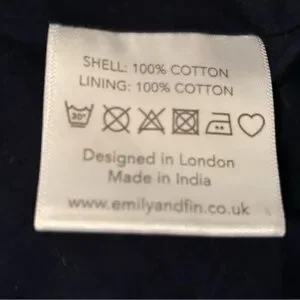 SHELL: 100% COTTON
LINING: 100% COTTON
30°
Designed in London
Made in India
www.emilyandfin.co.uk